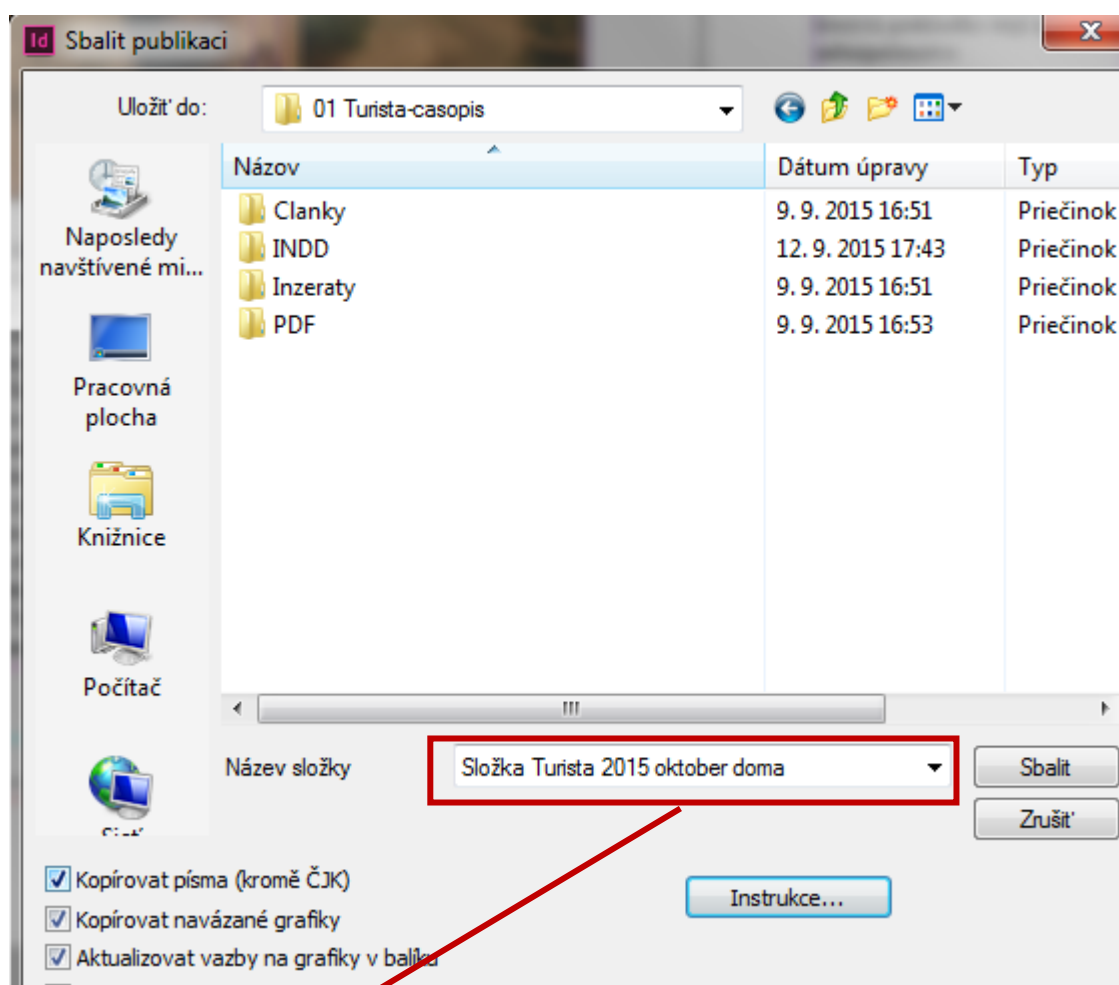 Id Sbalit publikaci
x
Uložiť do: 01 Turista-casopis
Názov Dátum úpravy Typ
Clanky 9. 9. 2015 16:51 Priečinok
INDD 12. 9. 2015 17:43 Priečinok
Inzeraty 9. 9. 2015 16:51 Priečinok
PDF 9. 9. 2015 16:53 Priečinok
Naposledy
navštívené mi...
Pracovná
plocha
Knižnice
Počítač
Název složky Složka Turista 2015 oktober doma Sbalit
Zrušiť
Kopírovat písma (kromě ČJK)
Instrukce...
Kopírovat navázané grafiky
Aktualizovat vazby na grafiky v balíku